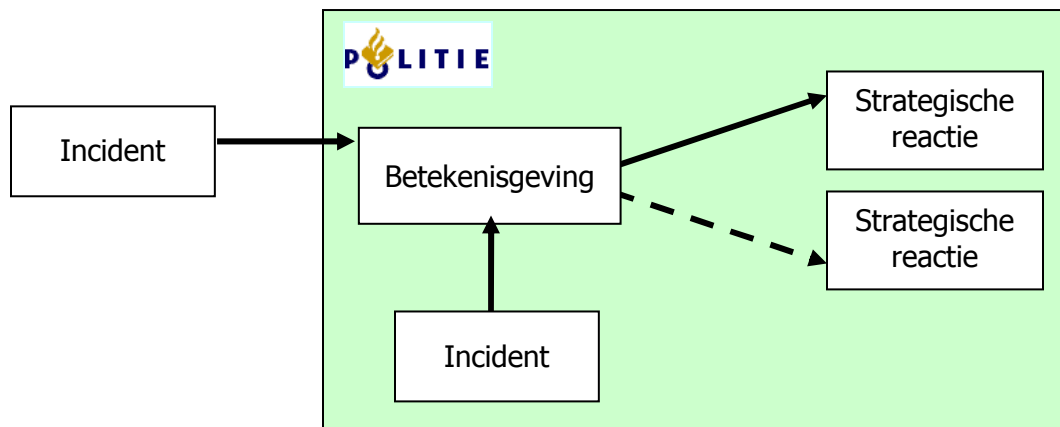 POLITIE
Incident
Betekenisgeving
Strategische
reactie
Strategische
reactie
Incident